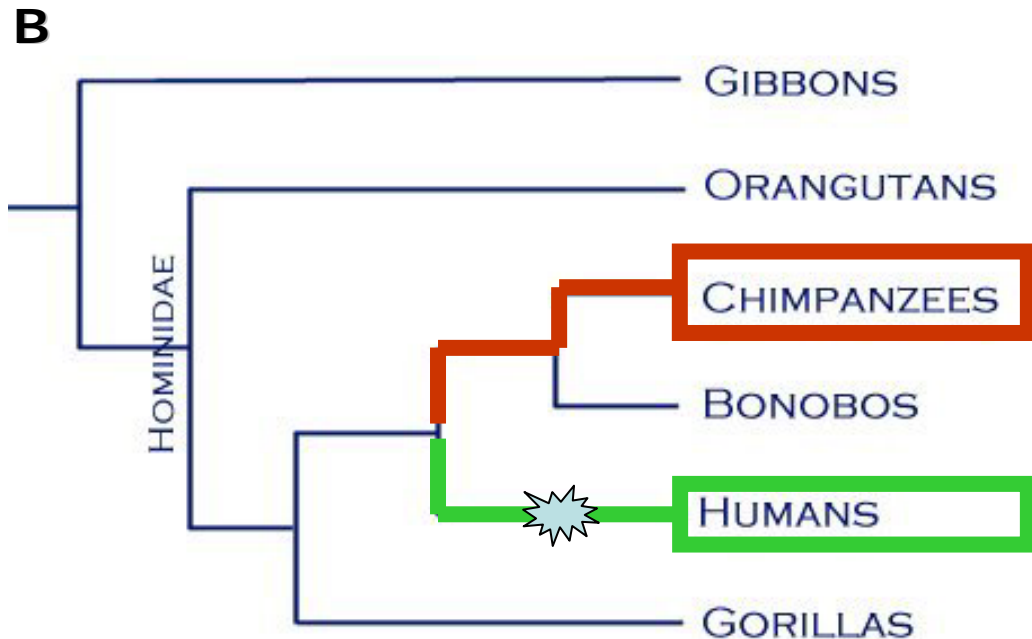 B
GIBBONS
ORANGUTANS
HOMINIDAE
CHIMPANZEES
BONOBOS
HUMANS
GORILLAS